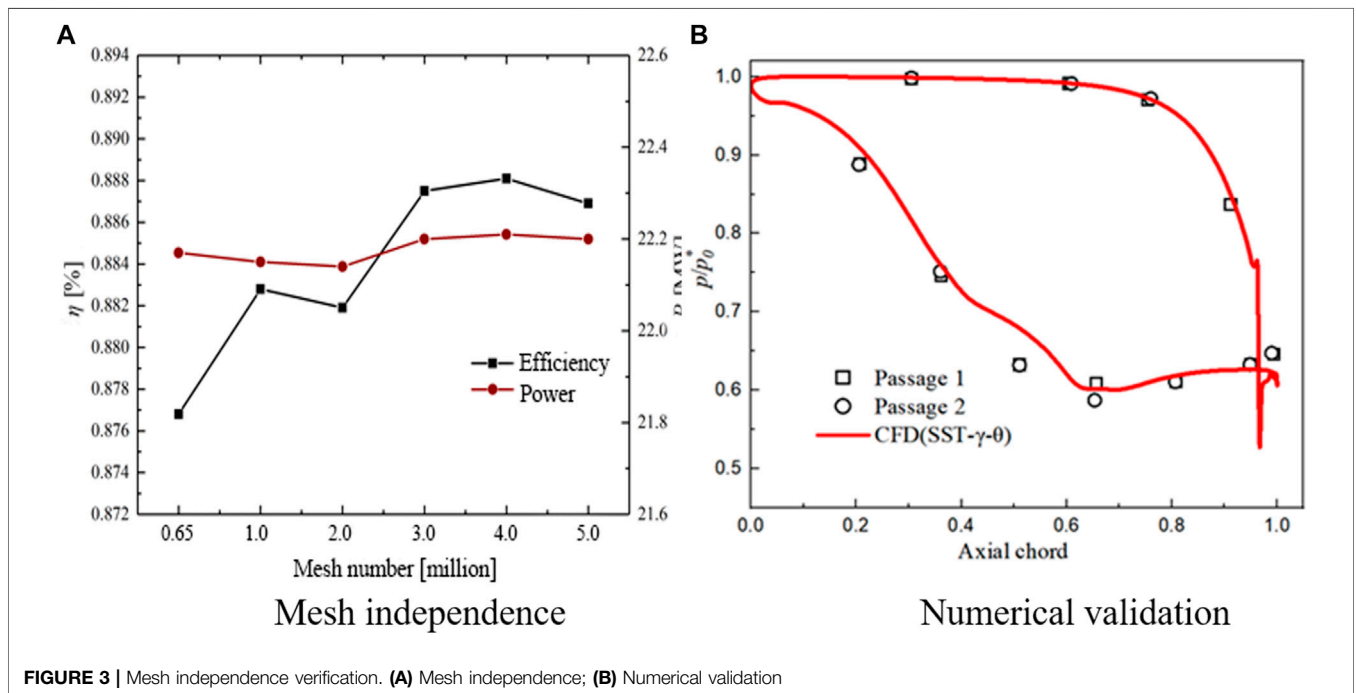 A
0.894
0.892
0.890
0.888
0.886
0.884
0.882
0.880
0.878
0.876
0.874
0.872
η [%]
22.6
22.4
22.2
22.0
21.8
21.6
Efficiency
Power
0.65 1.0 2.0 3.0 4.0 5.0
Mesh number [million]
Mesh independence
B
1.0
0.9
0.8
0.7
0.6
0.5
p/p₀*
Passage 1
Passage 2
CFD(SST-γ-θ)
0.0 0.2 0.4 0.6 0.8 1.0
Axial chord
Numerical validation
FIGURE 3 | Mesh independence verification. (A) Mesh independence; (B) Numerical validation